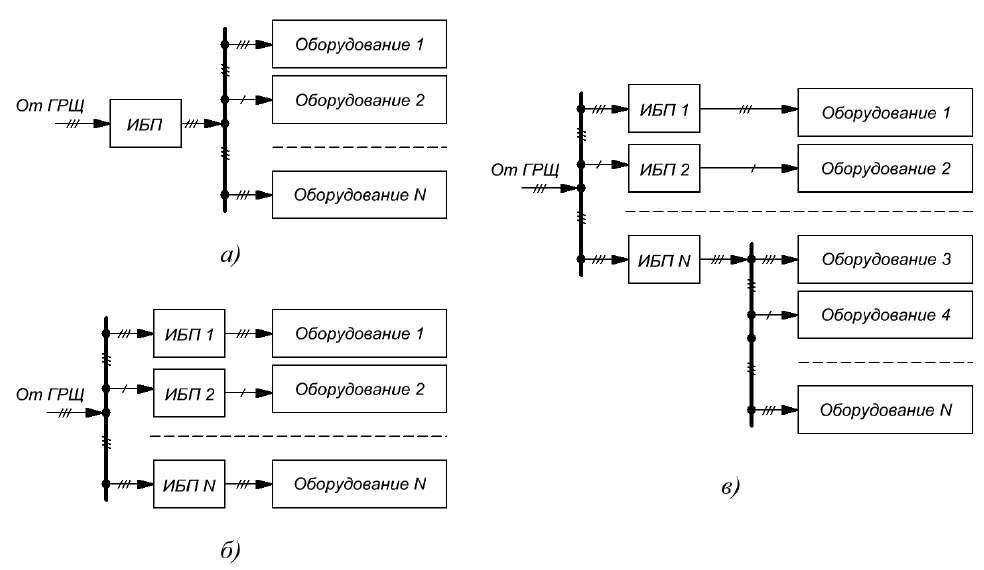 От ГРЩ
ИБП
Оборудование 1
Оборудование 2
Оборудование N
а)
От ГРЩ
ИБП 1
Оборудование 1
ИБП 2
Оборудование 2
ИБП N
Оборудование N
б)
От ГРЩ
ИБП 1
Оборудование 1
ИБП 2
Оборудование 2
ИБП N
Оборудование 3
Оборудование 4
Оборудование N
в)